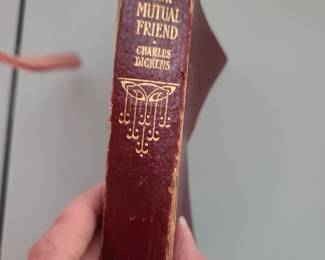 MUTUAL
FRIEND
CHARLES
DICKENS